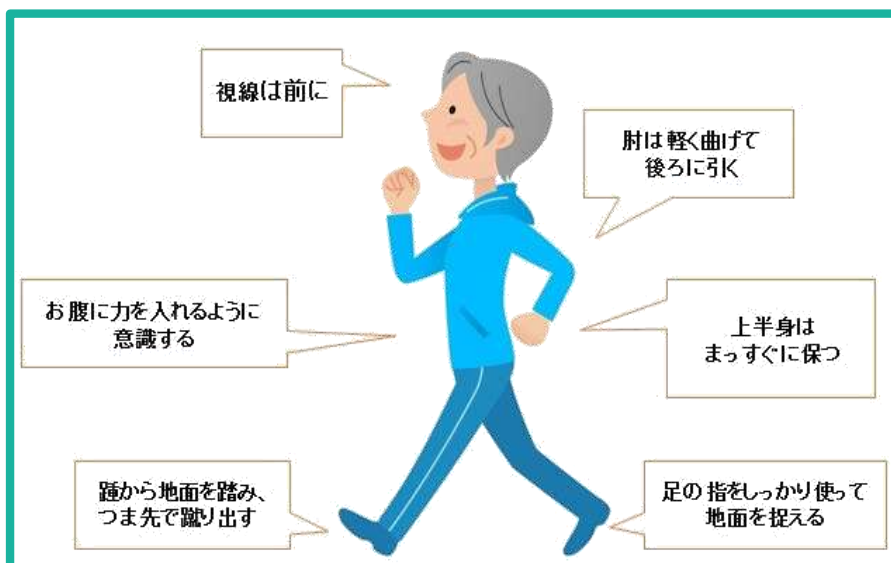 視線は前に
肘は軽く曲げて
後ろに引く
お腹に力を入れるように
意識する
上半身は
まっすぐに保つ
踵から地面を踏み、
つま先で蹴り出す
足の指をしっかり使って
地面を捉える